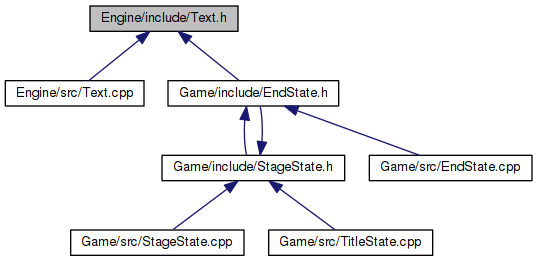 Engine/include/Text.h
Engine/src/Text.cpp
Game/include/EndState.h
Game/include/StageState.h
Game/src/EndState.cpp
Game/src/StageState.cpp
Game/src/TitleState.cpp